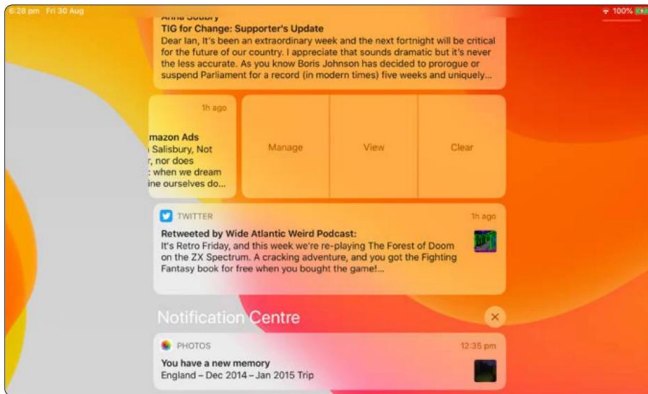 6:28 pm Fri 30 Aug
100%
Anna Soubry
TIG for Change: Supporter's Update
Dear Ian, It's been an extraordinary week and the next fortnight will be critical
for the future of our country. I appreciate that sounds dramatic but it's never
the less accurate. As you know Boris Johnson has decided to prorogue or
suspend Parliament for a record (in modern times) five weeks and uniquely...
1h ago
mazon Ads
Salisbury, Not
r, nor does
: when we dream
ine ourselves do...
Manage
View
Clear
TWITTER
1h ago
Retweeted by Wide Atlantic Weird Podcast:
It's Retro Friday, and this week we're re-playing The Forest of Doom
on the ZX Spectrum. A cracking adventure, and you got the Fighting
Fantasy book for free when you bought the game!...
Notification Centre
PHOTOS
12:35 pm
You have a new memory
England – Dec 2014 – Jan 2015 Trip